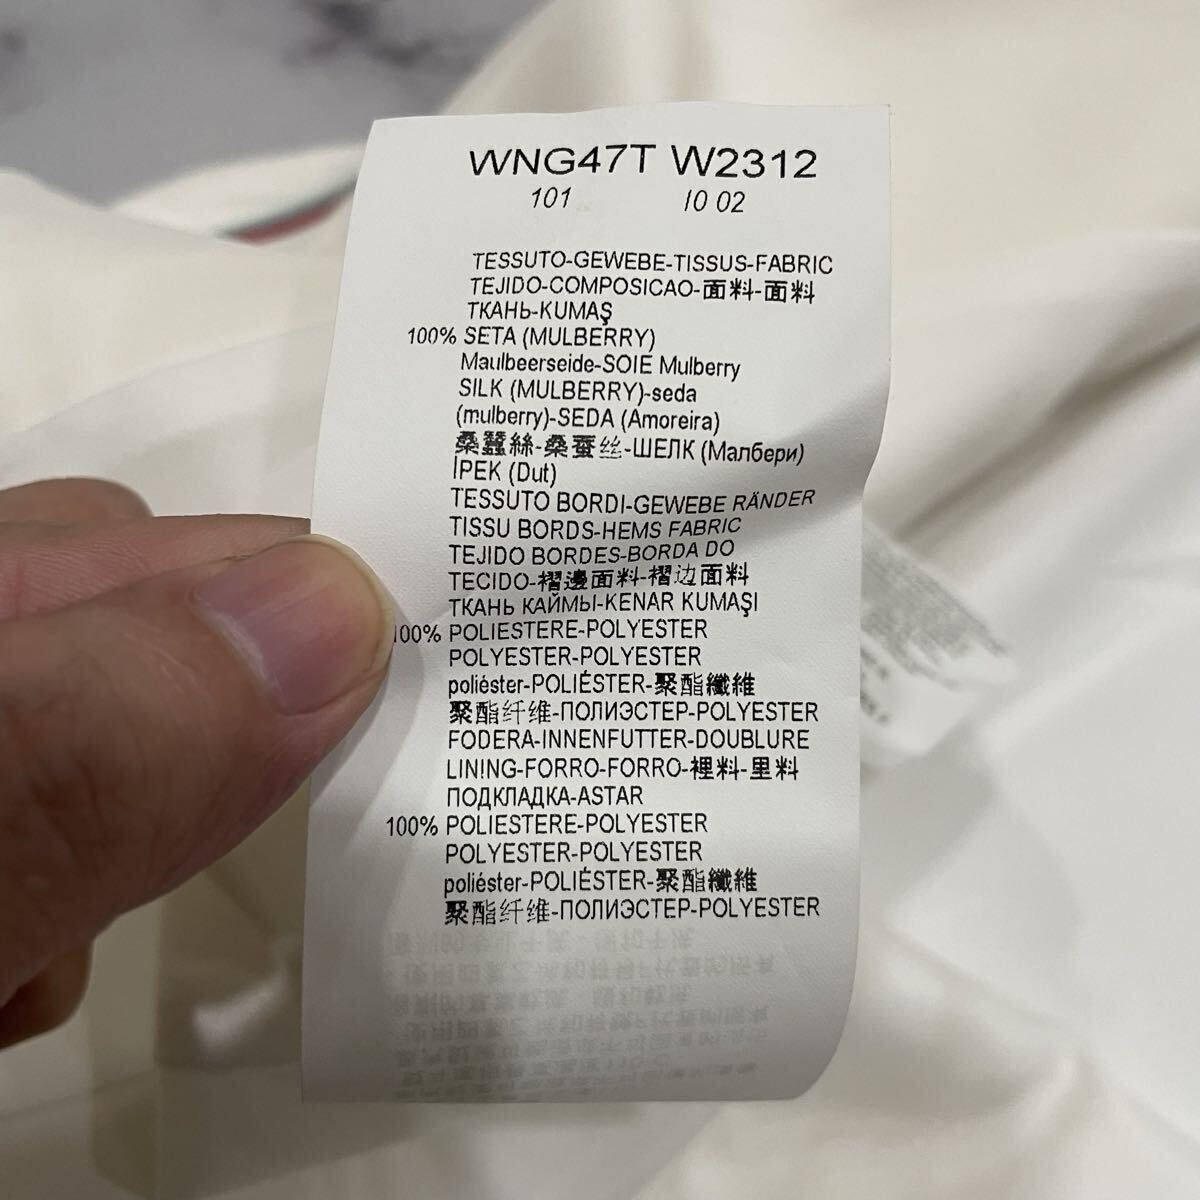 WNG47T W2312
101 I0 02
TESSUTO-GEWEBE-TISSUS-FABRIC
TEJIDO-COMPOSICAO-面料-面料
ТКАНЬ-KUMAŞ
100% SETA (MULBERRY)
Maulbeerseide-SOIE Mulberry
SILK (MULBERRY)-seda
(mulberry)-SEDA (Amoreira)
桑蠶絲-桑蚕丝-ШЕЛК (Малбери)
İPEK (Dut)
TESSUTO BORDI-GEWEBE RÄNDER
TISSU BORDS-HEMS FABRIC
TEJIDO BORDES-BORDA DO
TECIDO-褶邊面料-褶边面料
ТКАНЬ КАЙМЫ-KENAR KUMAŞI
100% POLIESTERE-POLYESTER
POLYESTER-POLYESTER
poliéster-POLIÉSTER-聚酯纖維
聚酯纤维-ПОЛИЭСТЕР-POLYESTER
FODERA-INNENFUTTER-DOUBLURE
LINING-FORRO-FORRO-裡料-里料
ПОДКЛАДКА-ASTAR
100% POLIESTERE-POLYESTER
POLYESTER-POLYESTER
poliéster-POLIÉSTER-聚酯纖維
聚酯纤维-ПОЛИЭСТЕР-POLYESTER